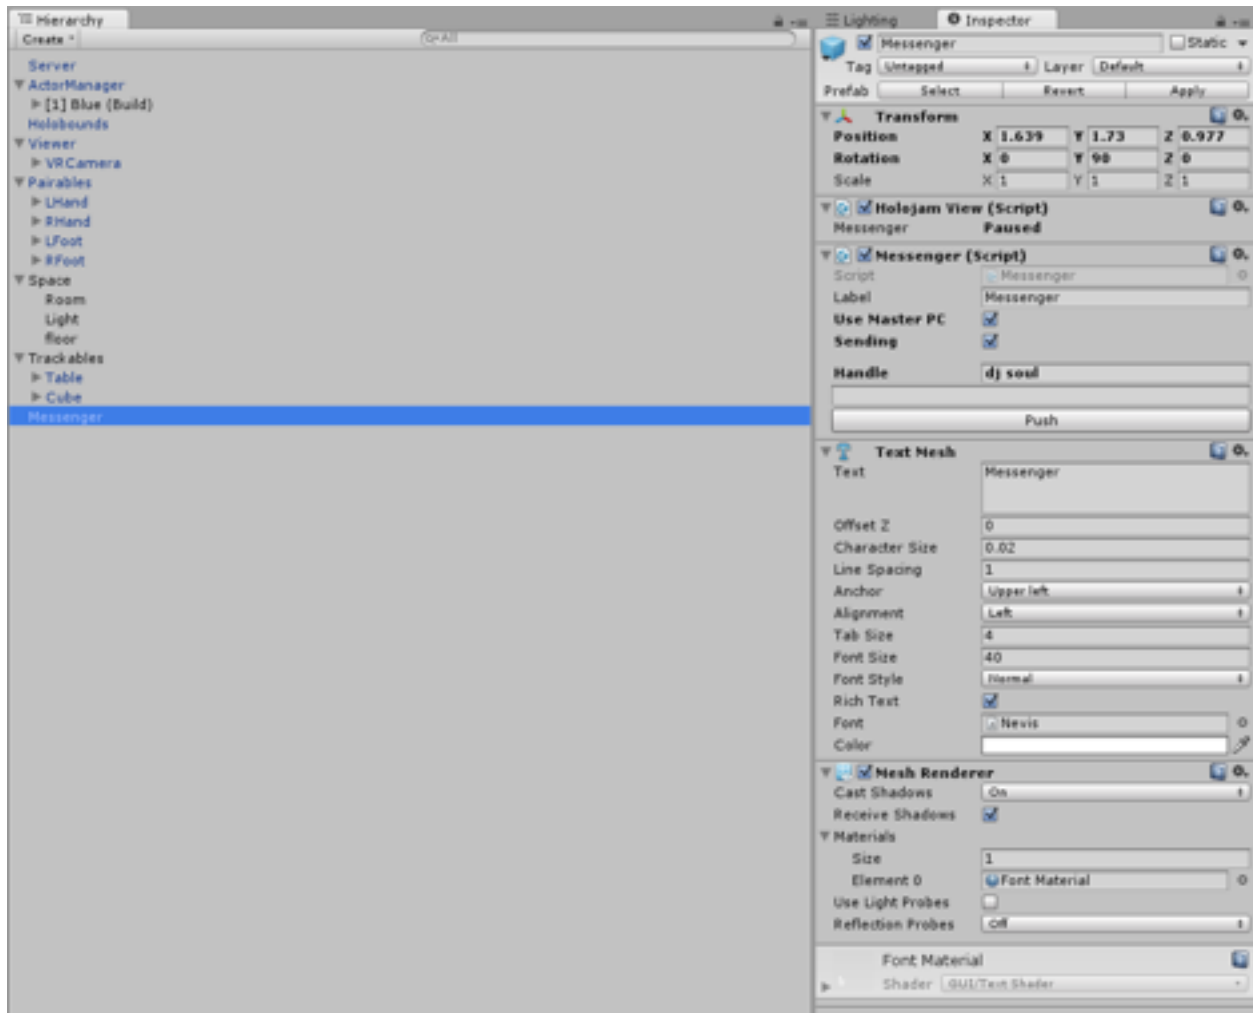 Hierarchy
Create
All
Server
ActorManager
[1] Blue (Build)
Holobounds
Viewer
VRCamera
Pairables
LHand
RHand
LFoot
RFoot
Space
Room
Light
floor
Trackables
Table
Cube
Messenger
Lighting Inspector
Messenger Static
Tag Untagged Layer Default
Prefab Select Revert Apply
Transform
Position X 1.639 Y 1.73 Z 0.977
Rotation X 0 Y 90 Z 0
Scale X 1 Y 1 Z 1
Holojam View (Script)
Messenger Paused
Messenger (Script)
Script Messenger
Label Messenger
Use Master PC
Sending
Handle dj soul
Push
Text Mesh
Text Messenger
Offset Z 0
Character Size 0.02
Line Spacing 1
Anchor Upper left
Alignment Left
Tab Size 4
Font Size 40
Font Style Normal
Rich Text
Font Nevis
Color
Mesh Renderer
Cast Shadows On
Receive Shadows
Materials
Size 1
Element 0 Font Material
Use Light Probes
Reflection Probes Off
Font Material
Shader GUI/Text Shader